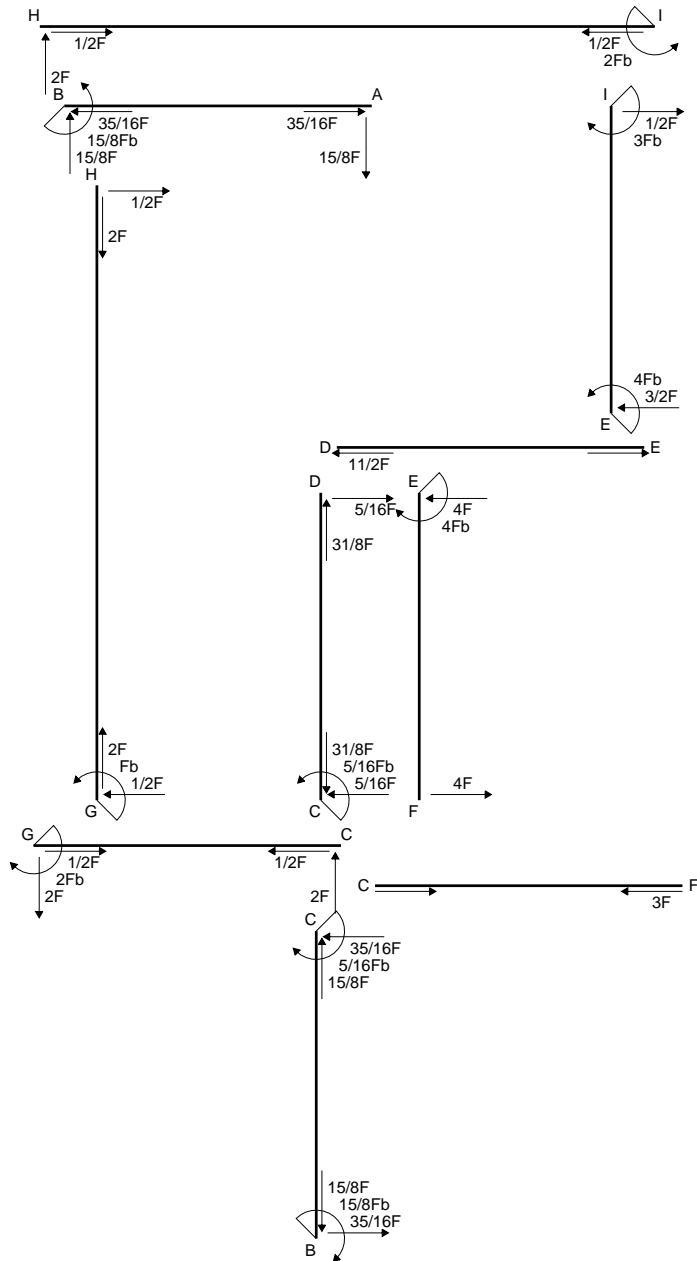 H I
1/2F 1/2F
2Fb
2F
B A I
35/16F 35/16F 1/2F
15/8Fb 3Fb
15/8F 15/8F
H
1/2F
2F
4Fb
3/2F
E
D E
11/2F
D E
5/16F 4F
4Fb
31/8F
2F 31/8F
Fb 5/16Fb
1/2F 5/16F 4F
G C F
G C
1/2F 1/2F
2Fb
2F 2F C F
3F
C
35/16F
5/16Fb
15/8F
15/8F
15/8Fb
35/16F
B